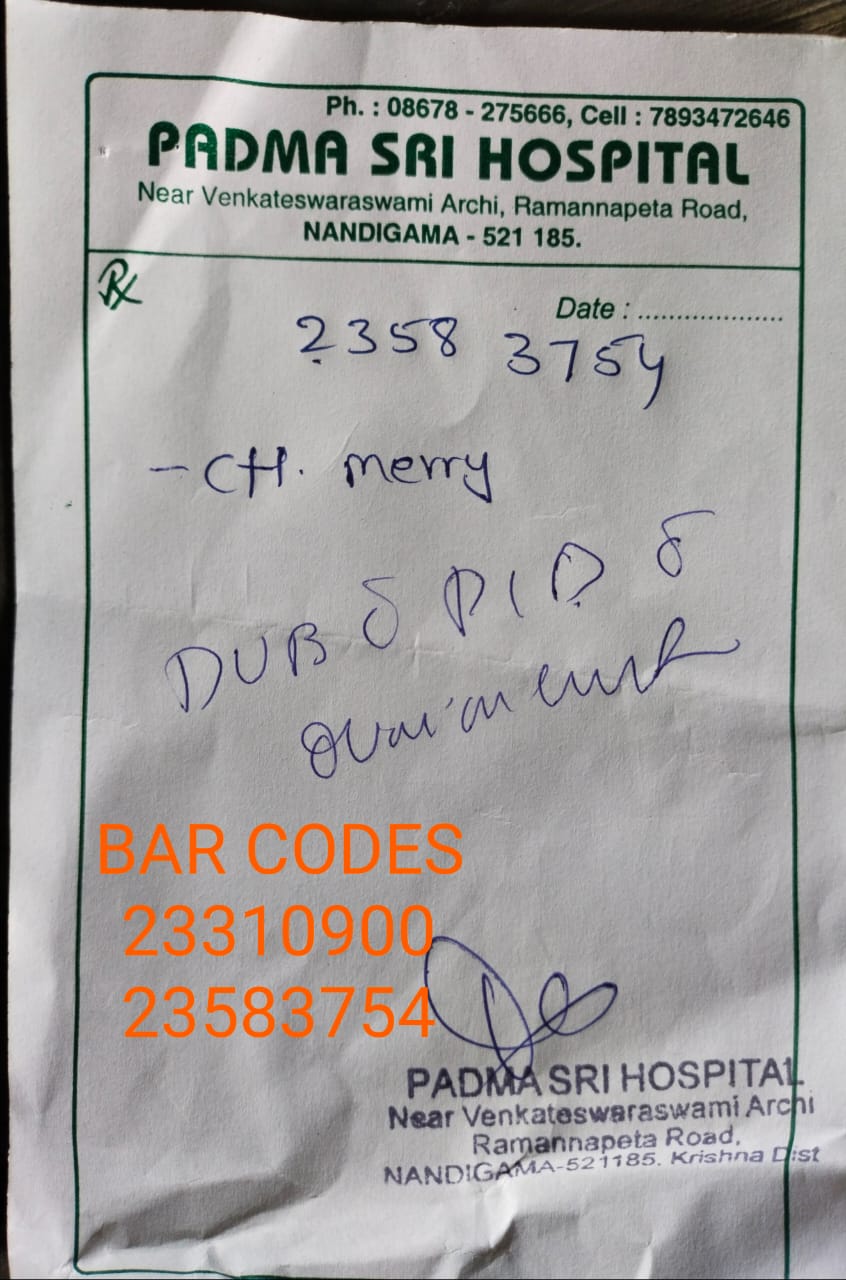 Ph. : 08678 - 275666, Cell : 7893472646
PADMA SRI HOSPITAL
Near Venkateswaraswami Archi, Ramannapeta Road,
NANDIGAMA - 521 185.
Rx
Date : ...................
2358 3754
- CH. merry
DUB PID
BAR CODES
23310900
23583754
PADMA SRI HOSPITAL
Near Venkateswaraswami Archi
Ramannapeta Road,
NANDIGAMA-521185. Krishna Dist